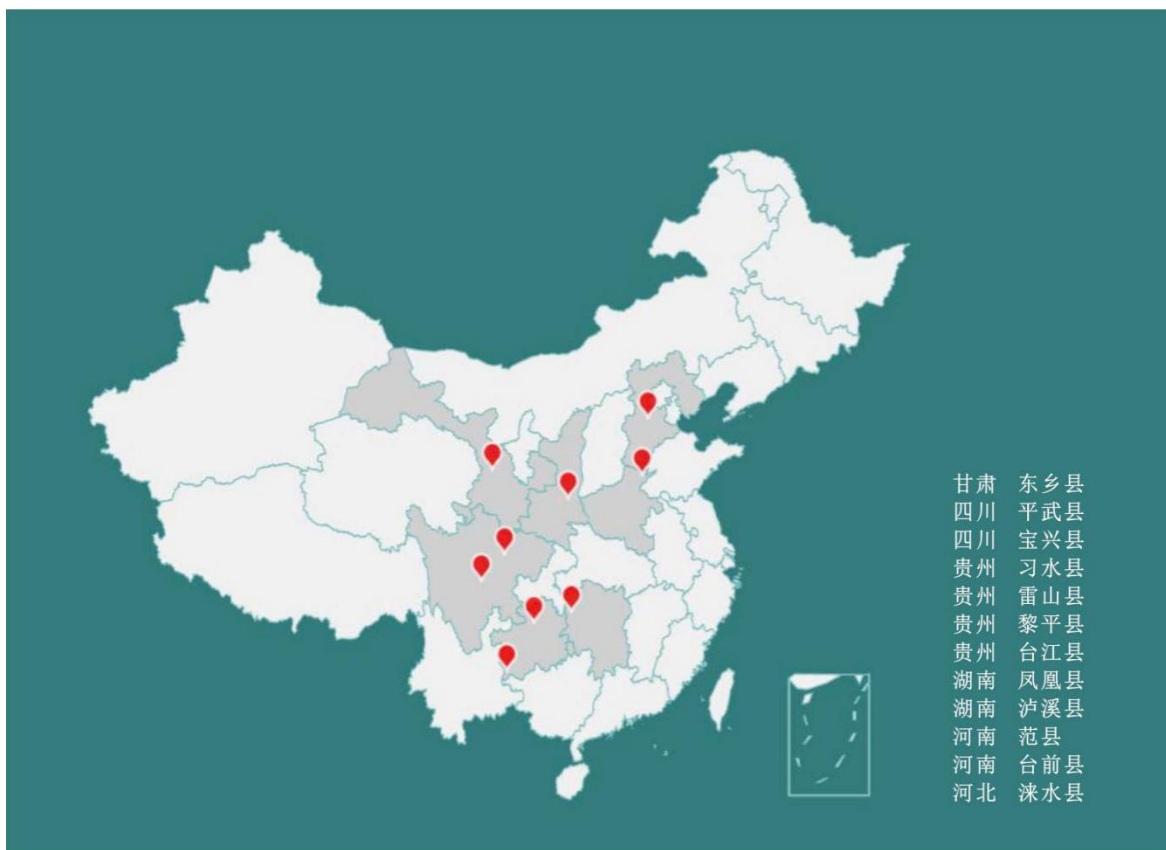 甘肃 东乡县
四川 平武县
四川 宝兴县
贵州 习水县
贵州 雷山县
贵州 黎平县
贵州 台江县
湖南 凤凰县
湖南 泸溪县
河南 范县
河南 台前县
河北 涞水县